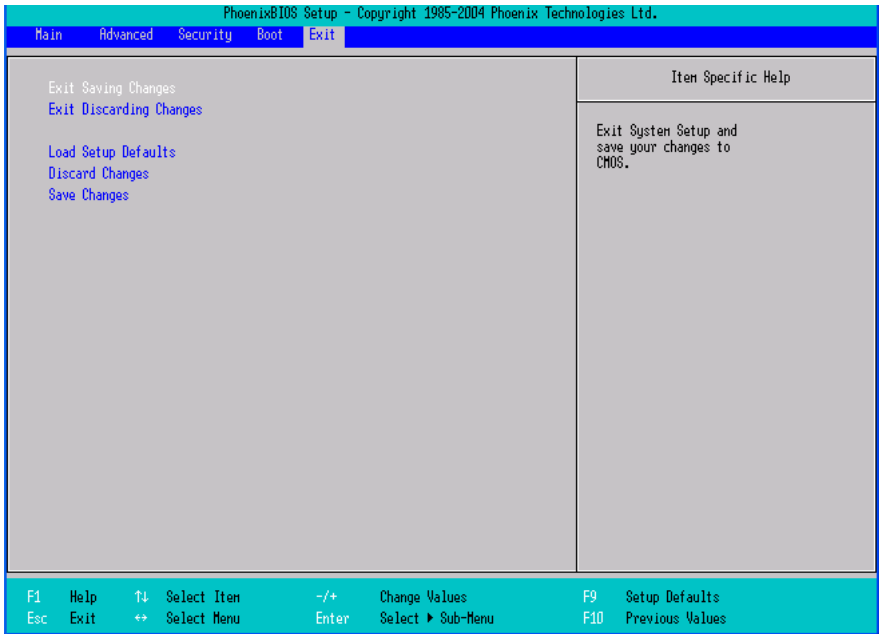 PhoenixBIOS Setup - Copyright 1985-2004 Phoenix Technologies Ltd.
Main Advanced Security Boot Exit
Exit Saving Changes
Exit Discarding Changes
Load Setup Defaults
Discard Changes
Save Changes
Item Specific Help
Exit System Setup and
save your changes to
CMOS.
F1 Help ↑↓ Select Item -/+ Change Values F9 Setup Defaults
Esc Exit ↔ Select Menu Enter Select ▶ Sub-Menu F10 Previous Values